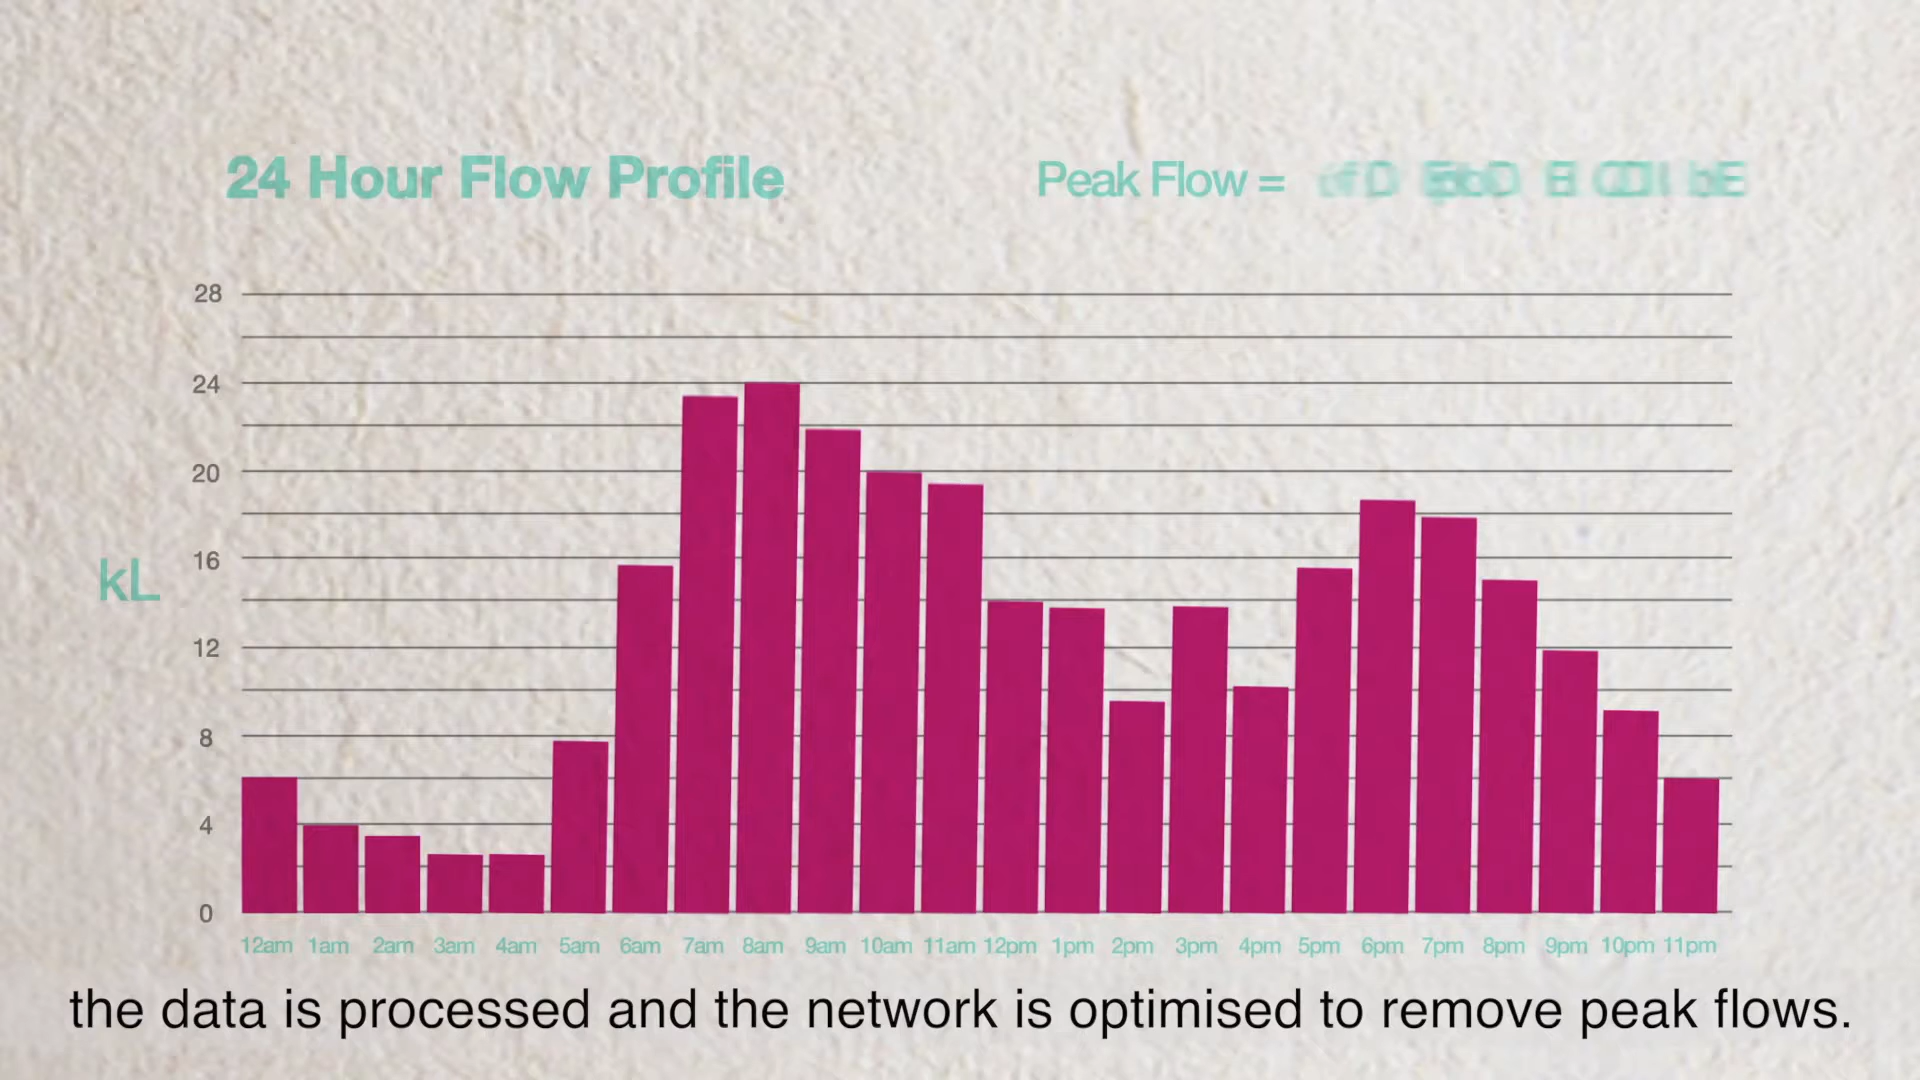 24 Hour Flow Profile
Peak Flow =
28
24
20
kL
16
12
8
4
0
12am 1am 2am 3am 4am 5am 6am 7am 8am 9am 10am 11am 12pm 1pm 2pm 3pm 4pm 5pm 6pm 7pm 8pm 9pm 10pm 11pm
the data is processed and the network is optimised to remove peak flows.